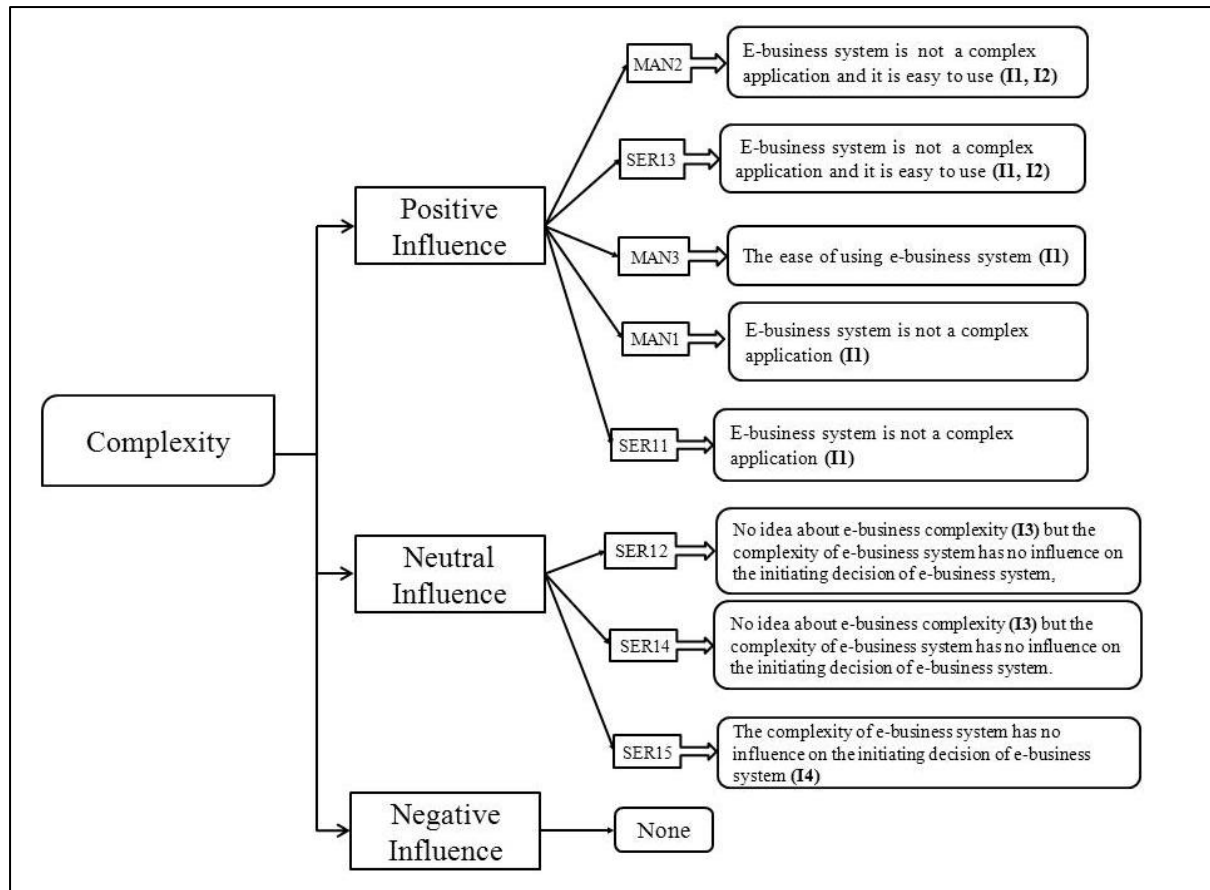 Complexity
Positive
Influence
MAN2
E-business system is not a complex
application and it is easy to use (I1, I2)
SER13
E-business system is not a complex
application and it is easy to use (I1, I2)
MAN3
The ease of using e-business system (I1)
MAN1
E-business system is not a complex
application (I1)
SER11
E-business system is not a complex
application (I1)
Neutral
Influence
SER12
No idea about e-business complexity (I3) but the
complexity of e-business system has no influence on
the initiating decision of e-business system,
SER14
No idea about e-business complexity (I3) but the
complexity of e-business system has no influence on
the initiating decision of e-business system.
SER15
The complexity of e-business system has no
influence on the initiating decision of e-business
system (I4)
Negative
Influence
None